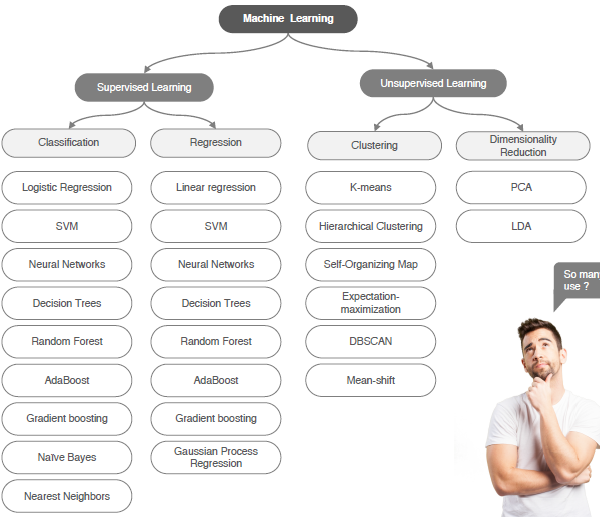 Machine Learning
Supervised Learning
Unsupervised Learning
Classification
Regression
Clustering
Dimensionality
Reduction
Logistic Regression
Linear regression
K-means
PCA
SVM
SVM
Hierarchical Clustering
LDA
Neural Networks
Neural Networks
Self-Organizing Map
So many
use ?
Decision Trees
Decision Trees
Expectation-
maximization
Random Forest
Random Forest
DBSCAN
AdaBoost
AdaBoost
Mean-shift
Gradient boosting
Gradient boosting
Naïve Bayes
Gaussian Process
Regression
Nearest Neighbors